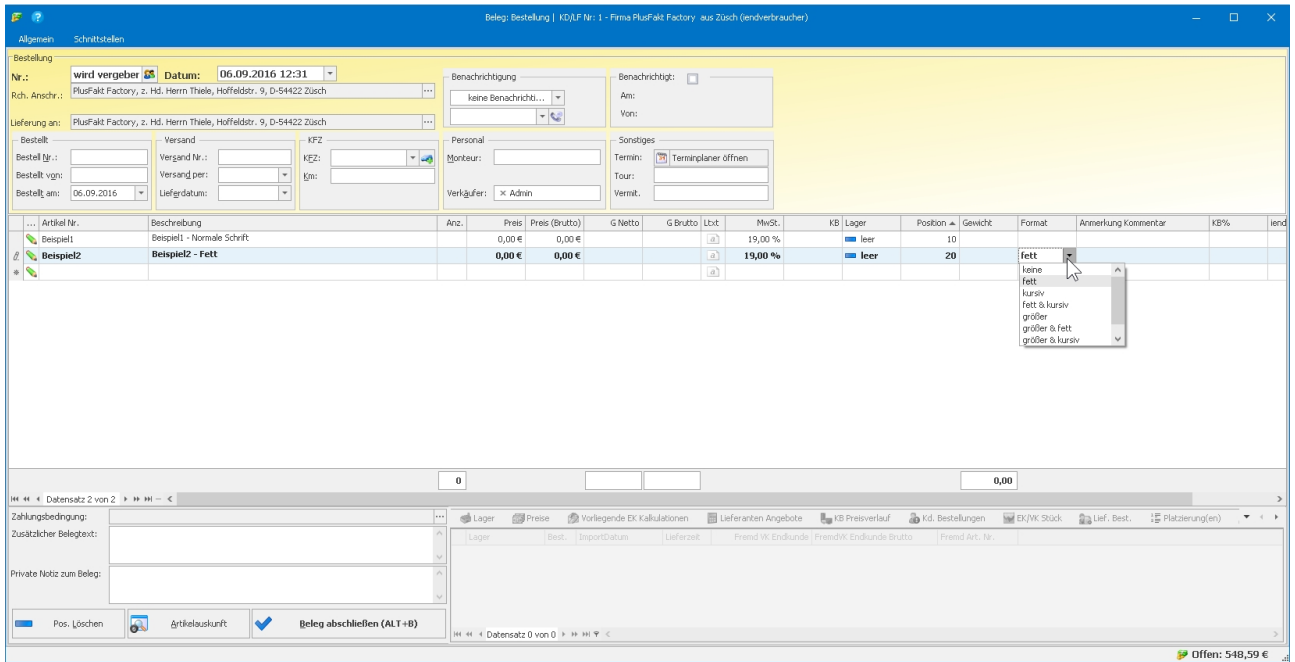 Beleg: Bestellung | KD/LF Nr: 1 - Firma PlusFakt Factory aus Züsch (iendverbraucher)
Allgemein Schnittstellen
Bestellung
Nr.: wird vergeber Datum: 06.09.2016 12:31
Rch. Anschr.: PlusFakt Factory, z. Hd. Herrn Thiele, Hoffeldstr. 9, D-54422 Züsch ...
Lieferung an: PlusFakt Factory, z. Hd. Herrn Thiele, Hoffeldstr. 9, D-54422 Züsch ...
Benachrichtigung
keine Benachrichti...
Benachrichtigt:
Am:
Von:
Bestellt
Bestell Nr.:
Bestellt von:
Bestellt am: 06.09.2016
Versand
Versand Nr.:
Versand per:
Lieferdatum:
KFZ
KFZ:
Km:
Personal
Monteur:
Verkäufer: × Admin
Sonstiges
Termin: Terminplaner öffnen
Tour:
Vermit.
... Artikel Nr. Beschreibung Anz. Preis Preis (Brutto) G Netto G Brutto Ltxt MwSt. KB Lager Position Gewicht Format Anmerkung Kommentar KB% iend
Beispiel1 Beispiel1 - Normale Schrift 0,00 € 0,00 € a 19,00 % leer 10
Beispiel2 Beispiel2 - Fett 0,00 € 0,00 € a 19,00 % leer 20 fett
a
keine
fett
kursiv
fett & kursiv
größer
größer & fett
größer & kursiv
0 0,00
Datensatz 2 von 2
Zahlungsbedingung: ...
Zusätzlicher Belegtext:
Private Notiz zum Beleg:
Pos. Löschen Artikelauskunft Beleg abschließen (ALT+B)
Lager Preise Vorliegende EK Kalkulationen Lieferanten Angebote KB Preisverlauf Kd. Bestellungen EK/VK Stück Lief. Best. Platzierung(en)
Lager Best. ImportDatum Lieferzeit Fremd VK Endkunde FremdVK Endkunde Brutto Fremd Art. Nr.
Datensatz 0 von 0
Offen: 548,59 €